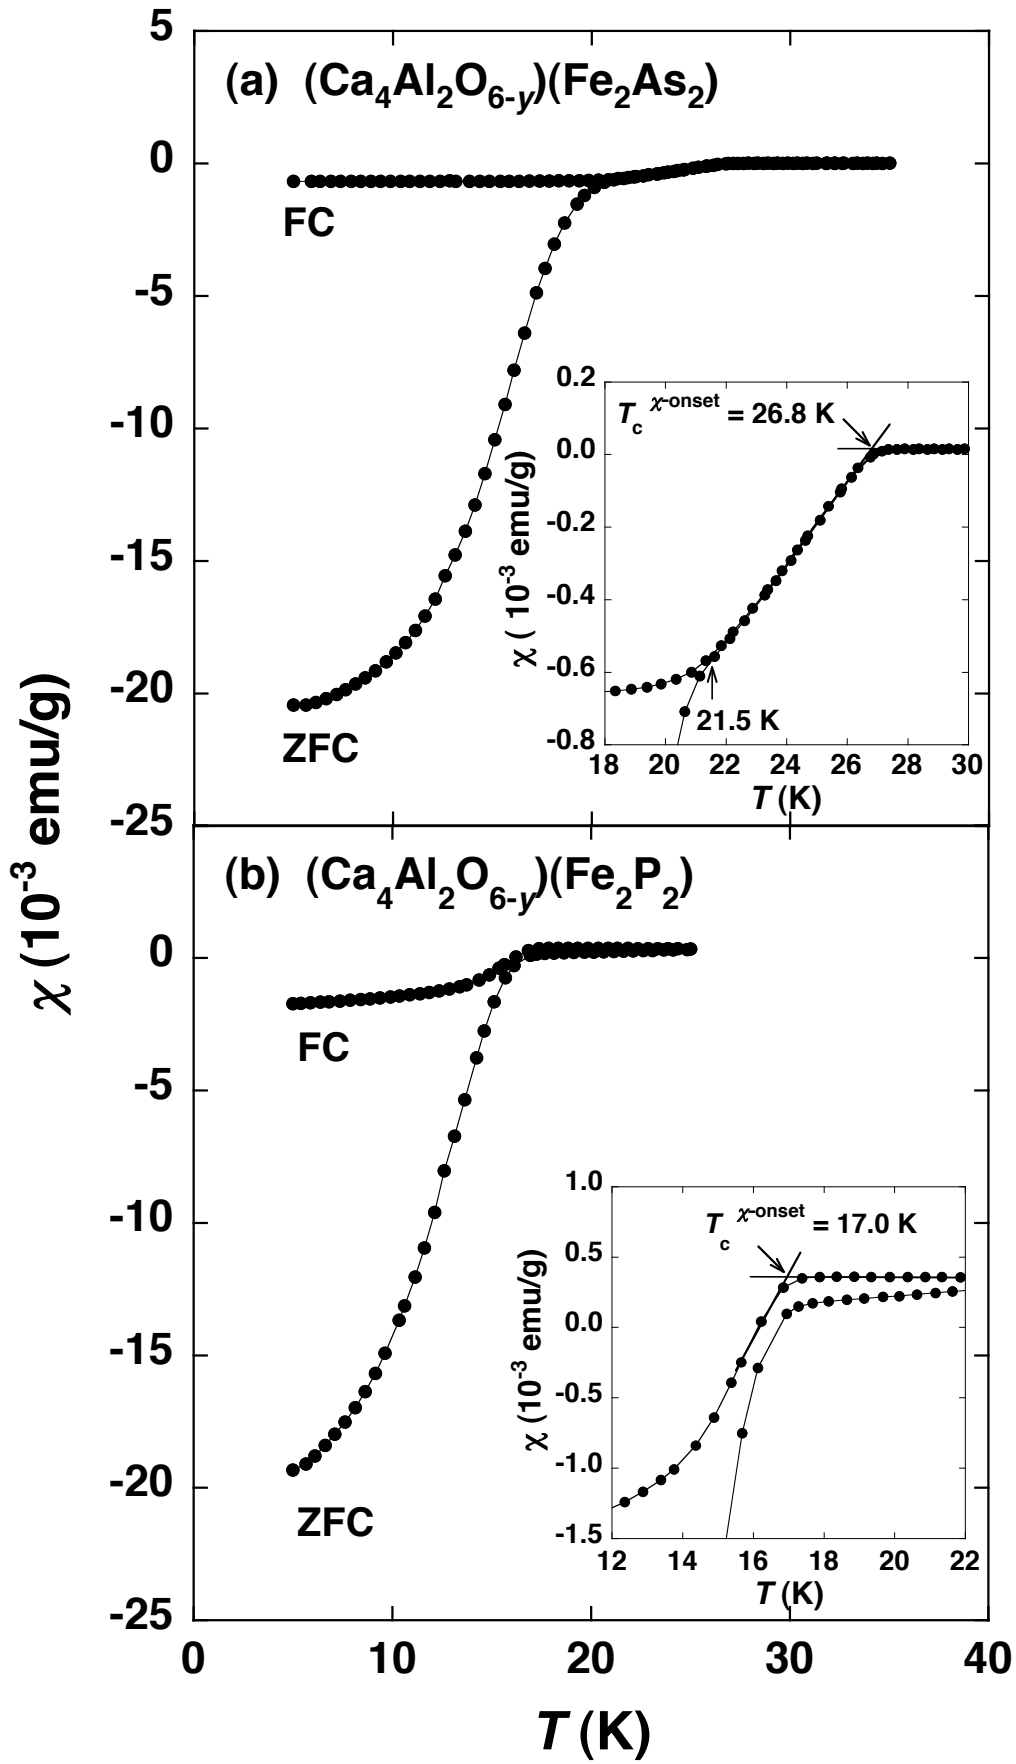 5
(a) (Ca4Al2O6-y)(Fe2As2)
0
FC
-5
0.2
Tc χ-onset = 26.8 K
-10
0.0
-0.2
-15
-0.4
χ ( 10-3 emu/g)
-0.6
-20
21.5 K
ZFC
-0.8
18 20 22 24 26 28 30
T (K)
-25
χ (10-3 emu/g)
(b) (Ca4Al2O6-y)(Fe2P2)
0
FC
-5
-10
1.0
Tc χ-onset = 17.0 K
0.5
0.0
-15
χ (10-3 emu/g)
-0.5
-1.0
-20
ZFC
-1.5
12 14 16 18 20 22
T (K)
-25
0 10 20 30 40
T (K)